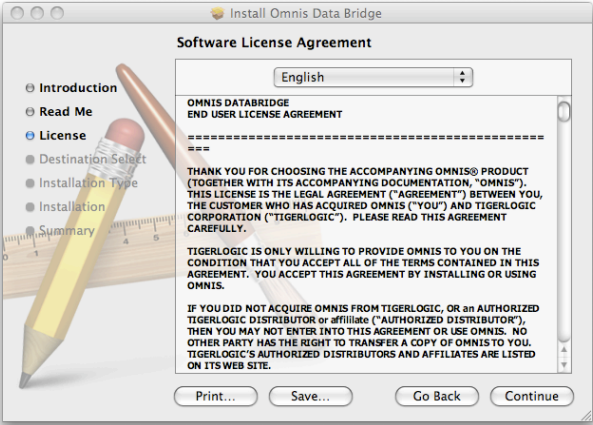 Install Omnis Data Bridge
Software License Agreement
Introduction
Read Me
License
Destination Select
Installation Type
Installation
Summary
English
OMNIS DATABRIDGE
END USER LICENSE AGREEMENT
==================================================
===
THANK YOU FOR CHOOSING THE ACCOMPANYING OMNIS® PRODUCT
(TOGETHER WITH ITS ACCOMPANYING DOCUMENTATION, “OMNIS”).
THIS LICENSE IS THE LEGAL AGREEMENT (“AGREEMENT”) BETWEEN YOU,
THE CUSTOMER WHO HAS ACQUIRED OMNIS (“YOU”) AND TIGERLOGIC
CORPORATION (“TIGERLOGIC”).  PLEASE READ THIS AGREEMENT
CAREFULLY.
TIGERLOGIC IS ONLY WILLING TO PROVIDE OMNIS TO YOU ON THE
CONDITION THAT YOU ACCEPT ALL OF THE TERMS CONTAINED IN THIS
AGREEMENT.  YOU ACCEPT THIS AGREEMENT BY INSTALLING OR USING
OMNIS.
IF YOU DID NOT ACQUIRE OMNIS FROM TIGERLOGIC, OR an AUTHORIZED
TIGERLOGIC DISTRIBUTOR or affililate (“AUTHORIZED DISTRIBUTOR”),
THEN YOU MAY NOT ENTER INTO THIS AGREEMENT OR USE OMNIS.  NO
OTHER PARTY HAS THE RIGHT TO TRANSFER A COPY OF OMNIS TO YOU.
TIGERLOGIC’S AUTHORIZED DISTRIBUTORS AND AFFILIATES ARE LISTED
ON ITS WEB SITE.
Print...
Save...
Go Back
Continue